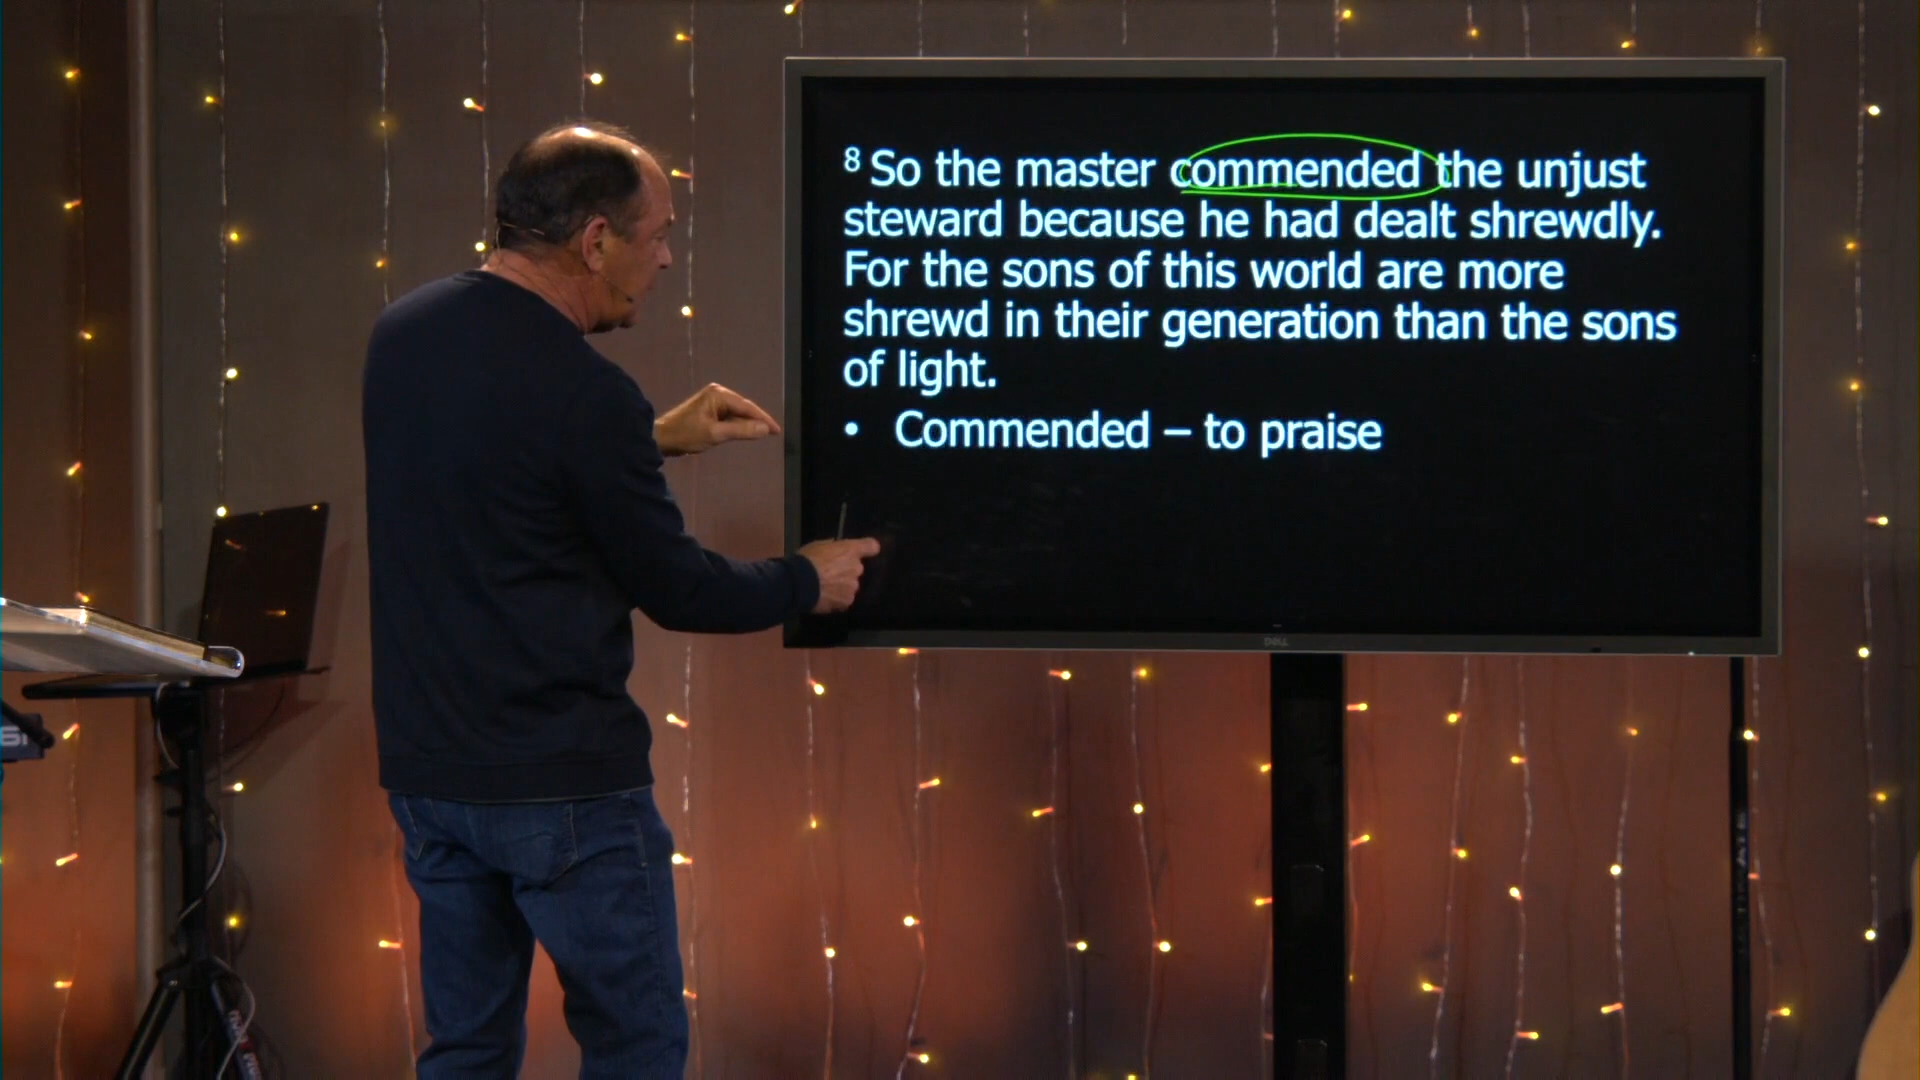 8 So the master commended the unjust
steward because he had dealt shrewdly.
For the sons of this world are more
shrewd in their generation than the sons
of light.
• Commended – to praise
DELL